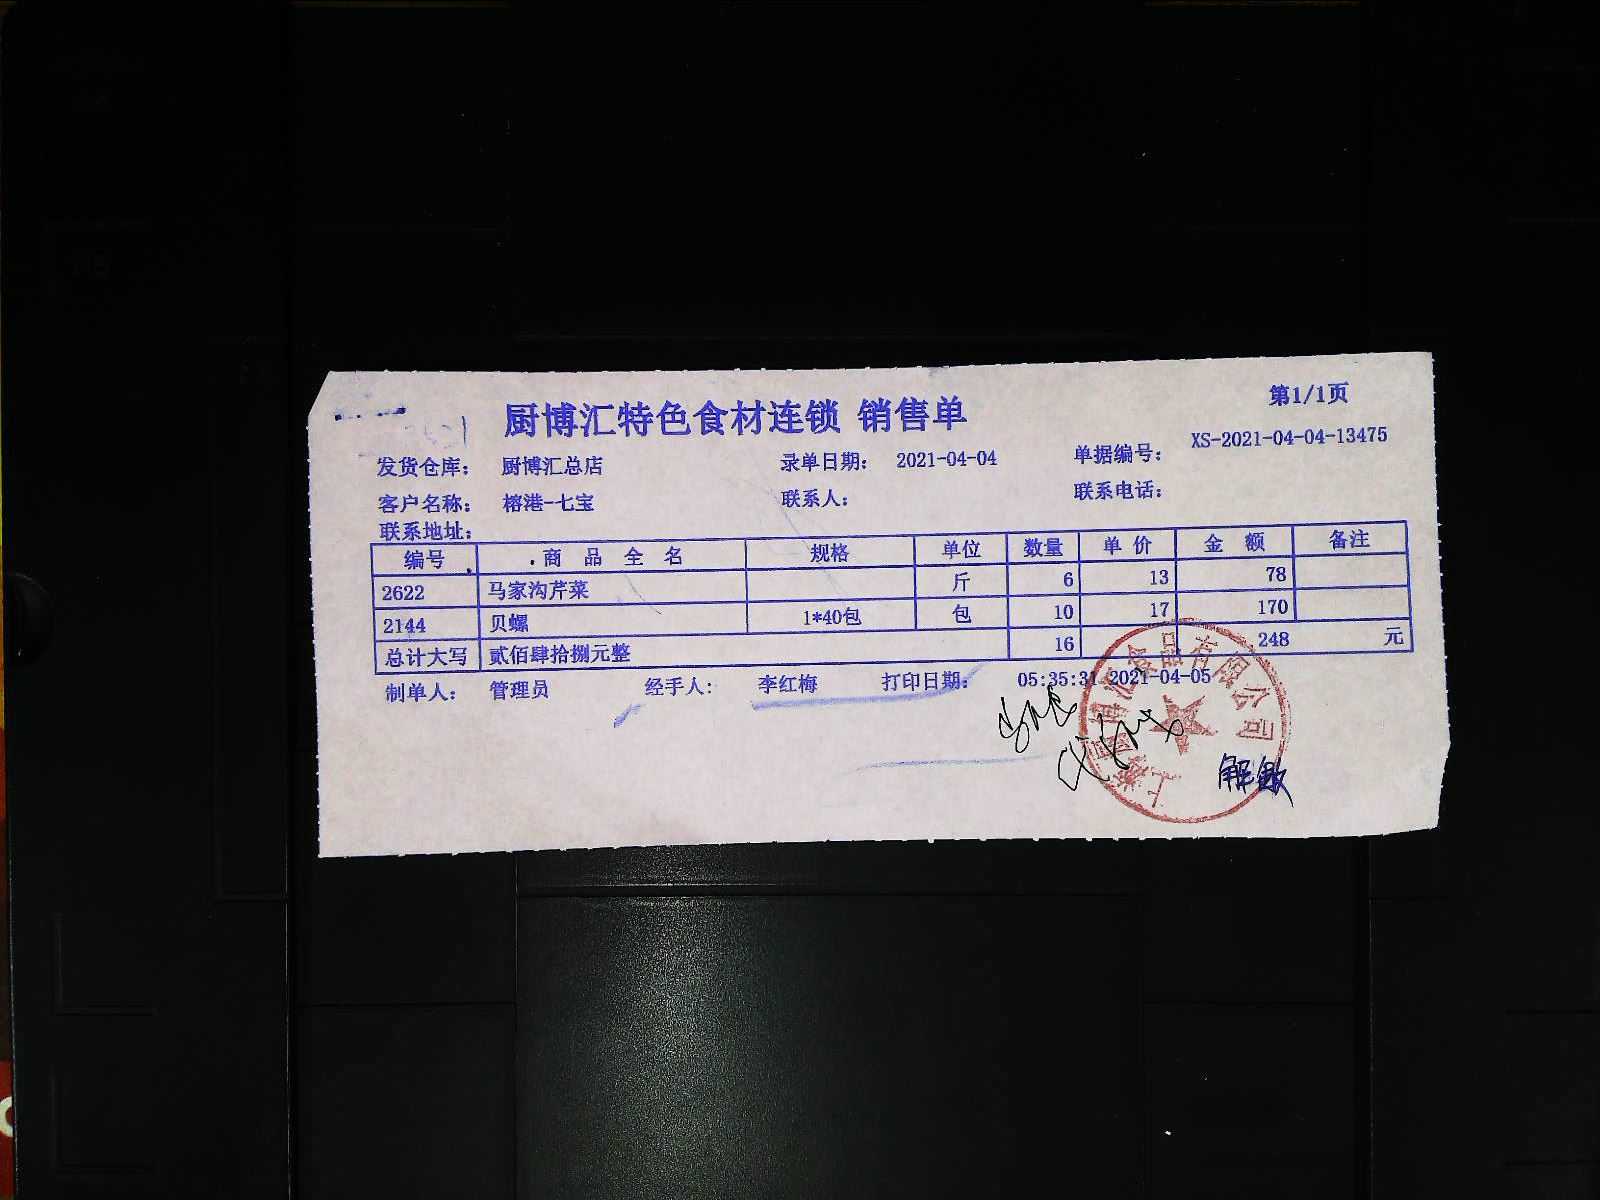 第1/1页
厨博汇特色食材连锁 销售单
XS-2021-04-04-13475
发货仓库： 厨博汇总店 录单日期： 2021-04-04 单据编号：
客户名称： 榕港-七宝 联系人： 联系电话：
联系地址：
编号 商 品 全 名 规格 单位 数量 单 价 金 额 备注
2622 马家沟芹菜 斤 6 13 78
2144 贝螺 1*40包 包 10 17 170
总计大写 贰佰肆拾捌元整 16 248 元
制单人： 管理员 经手人： 李红梅 打印日期： 05:35:31 2021-04-05